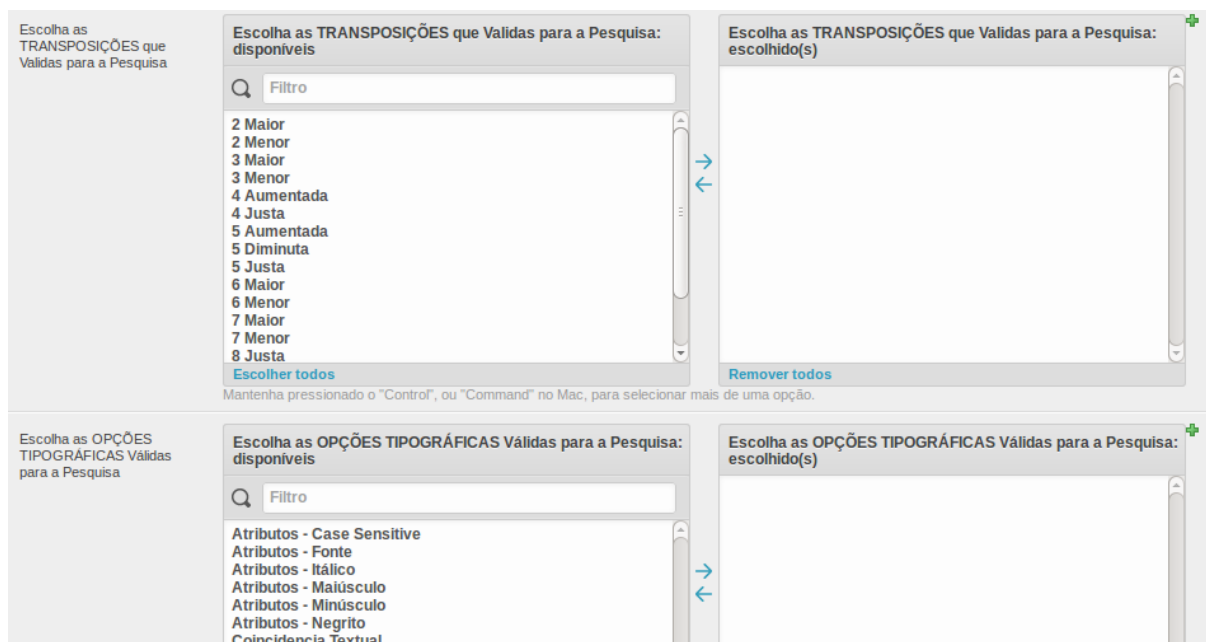 Escolha as
TRANSPOSIÇÕES que
Validas para a Pesquisa
Escolha as TRANSPOSIÇÕES que Validas para a Pesquisa:
disponíveis
Filtro
2 Maior
2 Menor
3 Maior
3 Menor
4 Aumentada
4 Justa
5 Aumentada
5 Diminuta
5 Justa
6 Maior
6 Menor
7 Maior
7 Menor
8 Justa
Escolher todos
Escolha as TRANSPOSIÇÕES que Validas para a Pesquisa:
escolhido(s)
Remover todos
Mantenha pressionado o "Control", ou "Command" no Mac, para selecionar mais de uma opção.
Escolha as OPÇÕES
TIPOGRÁFICAS Válidas
para a Pesquisa
Escolha as OPÇÕES TIPOGRÁFICAS Válidas para a Pesquisa:
disponíveis
Filtro
Atributos - Case Sensitive
Atributos - Fonte
Atributos - Itálico
Atributos - Maiúsculo
Atributos - Minúsculo
Atributos - Negrito
Coincidencia Textual
Escolha as OPÇÕES TIPOGRÁFICAS Válidas para a Pesquisa:
escolhido(s)